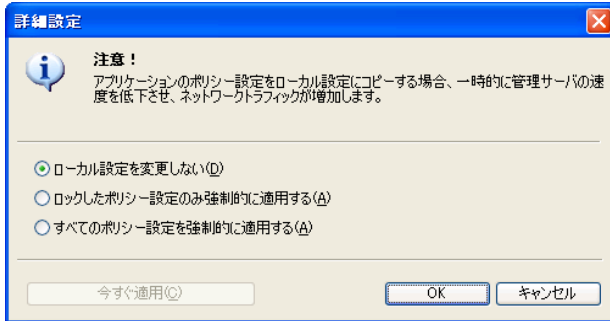 詳細設定
注意！
アプリケーションのポリシー設定をローカル設定にコピーする場合、一時的に管理サーバの速
度を低下させ、ネットワークトラフィックが増加します。
ローカル設定を変更しない(D)
ロックしたポリシー設定のみ強制的に適用する(A)
すべてのポリシー設定を強制的に適用する(A)
今すぐ適用(C)
OK
キャンセル